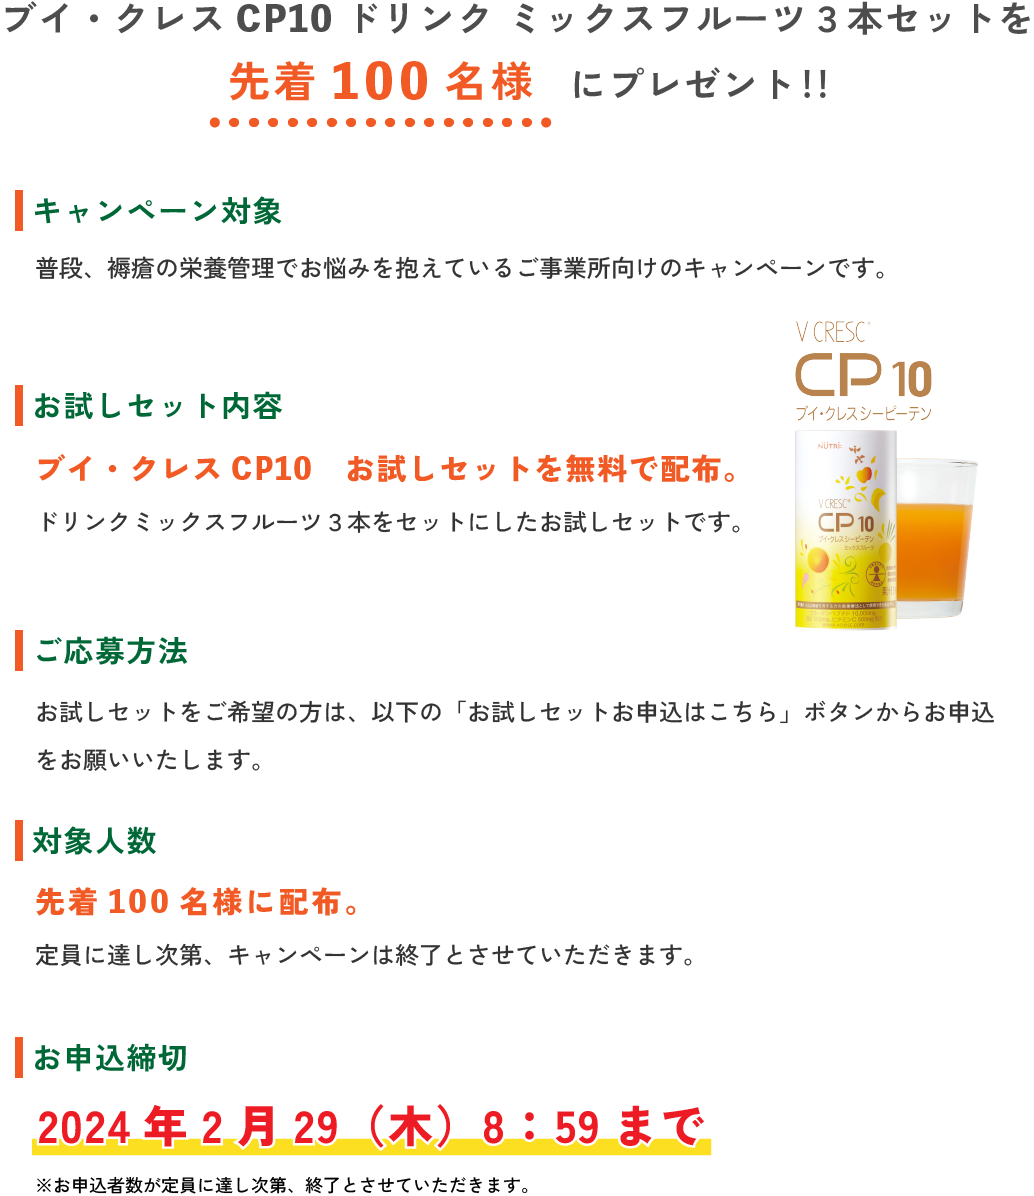 ブイ・クレス CP10 ドリンク ミックスフルーツ３本セットを
先着 100 名様 にプレゼント!!
キャンペーン対象
普段、褥瘡の栄養管理でお悩みを抱えているご事業所向けのキャンペーンです。
V CRESC®
CP 10
ブイ・クレスシーピーテン
お試しセット内容
ブイ・クレス CP10　お試しセットを無料で配布。
ドリンクミックスフルーツ３本をセットにしたお試しセットです。
NUTRI
V CRESC®
CP 10
ブイ・クレスシーピーテン
ミックスフルーツ
ご応募方法
お試しセットをご希望の方は、以下の「お試しセットお申込はこちら」ボタンからお申込
をお願いいたします。
対象人数
先着 100 名様に配布。
定員に達し次第、キャンペーンは終了とさせていただきます。
お申込締切
2024 年 2 月 29（木）8：59 まで
※お申込者数が定員に達し次第、終了とさせていただきます。